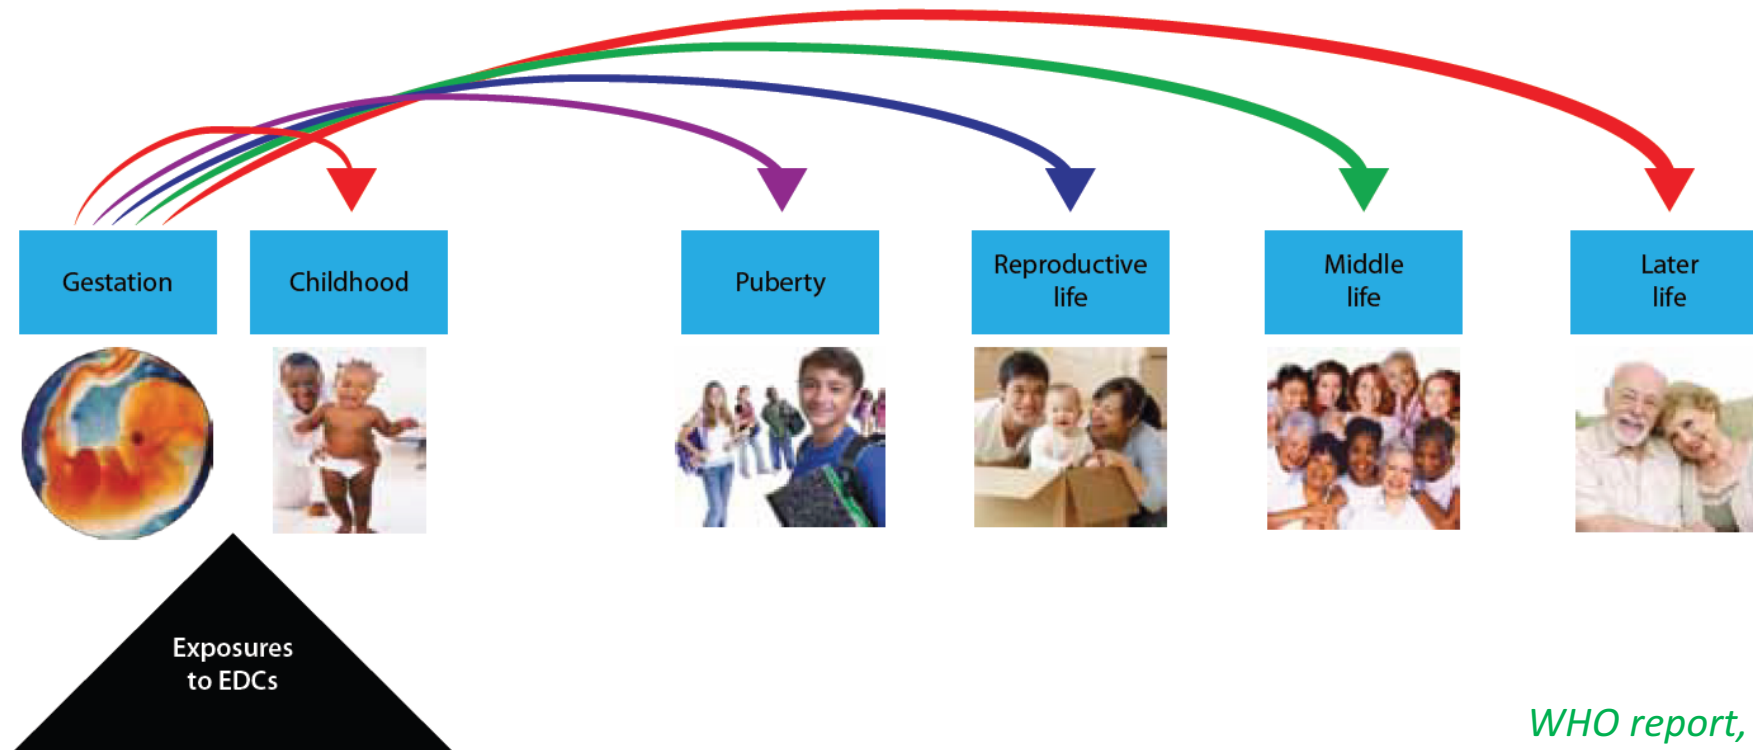 Gestation
Childhood
Puberty
Reproductive
life
Middle
life
Later
life
Exposures
to EDCs
WHO report,